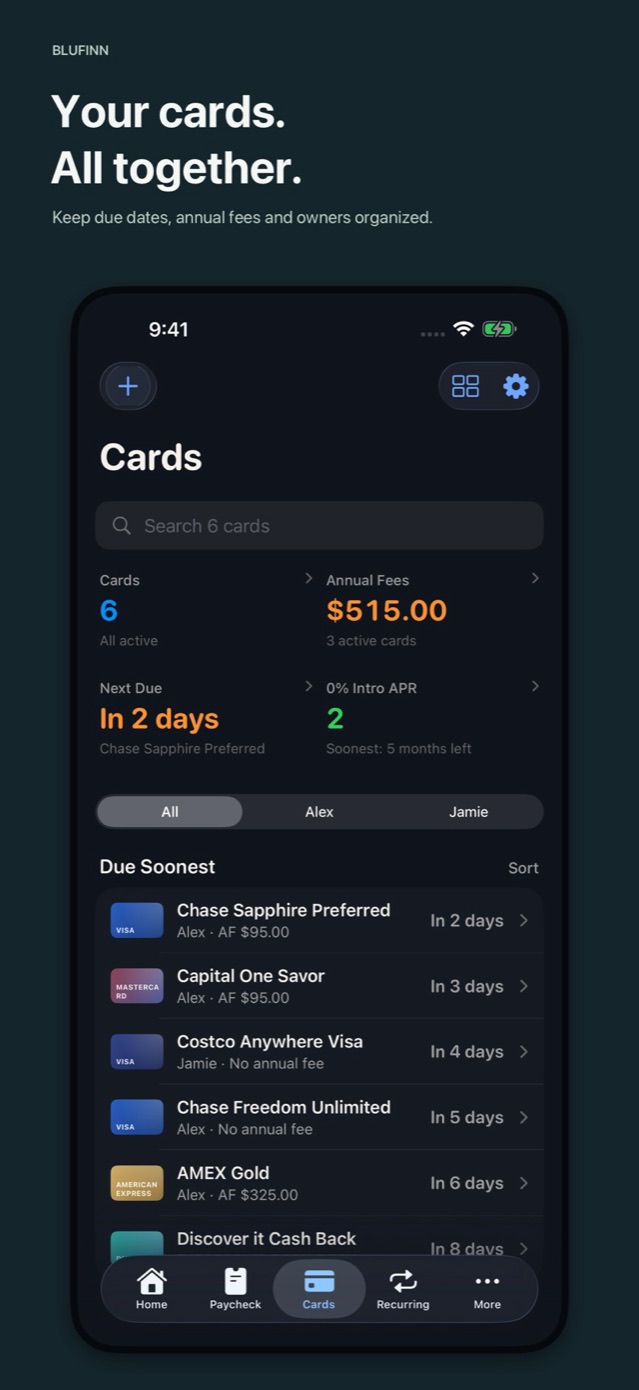 BLUFINN
Your cards.
All together.
Keep due dates, annual fees and owners organized.
9:41
Cards
Search 6 cards
Cards
6
All active
Annual Fees
$515.00
3 active cards
Next Due
In 2 days
Chase Sapphire Preferred
0% Intro APR
2
Soonest: 5 months left
All Alex Jamie
Due Soonest Sort
VISA
Chase Sapphire Preferred
Alex · AF $95.00
In 2 days
MASTERCA
RD
Capital One Savor
Alex · AF $95.00
In 3 days
VISA
Costco Anywhere Visa
Jamie · No annual fee
In 4 days
VISA
Chase Freedom Unlimited
Alex · No annual fee
In 5 days
AMERICAN
EXPRESS
AMEX Gold
Alex · AF $325.00
In 6 days
Discover it Cash Back
In 8 days
Home Paycheck Cards Recurring More